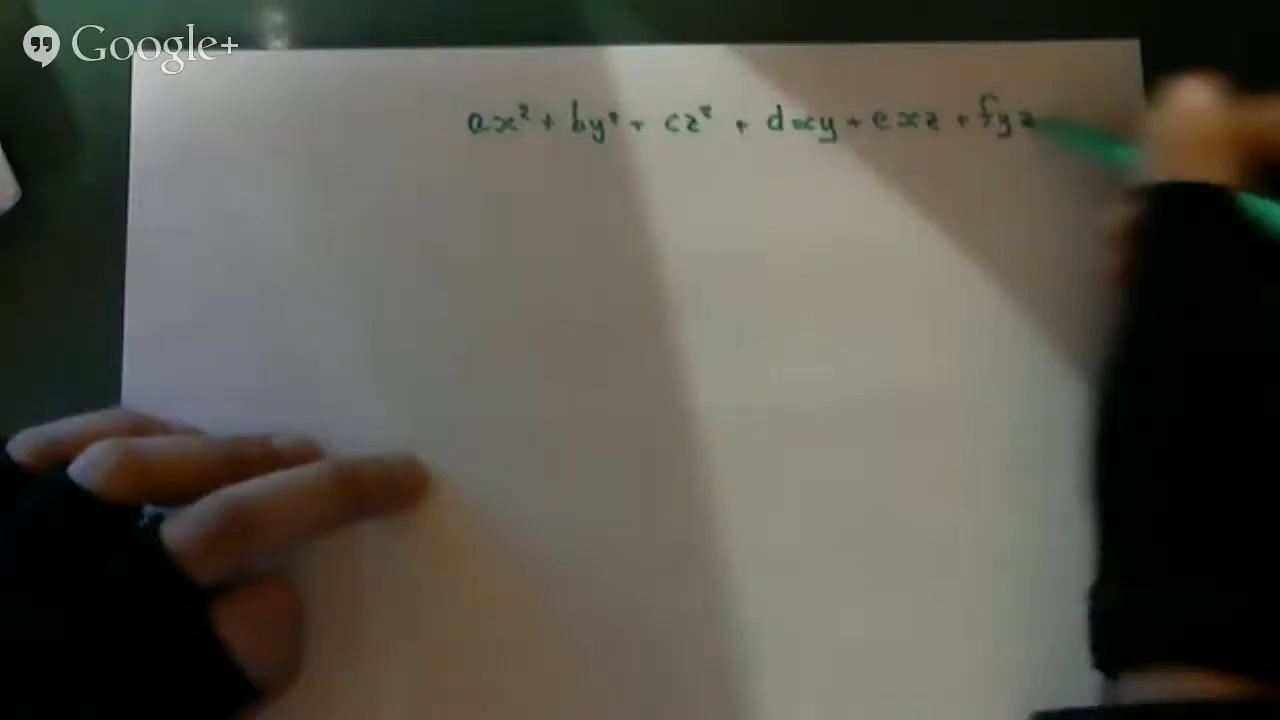 Google+
ax² + by² + cz² + dxy + exz + fyz